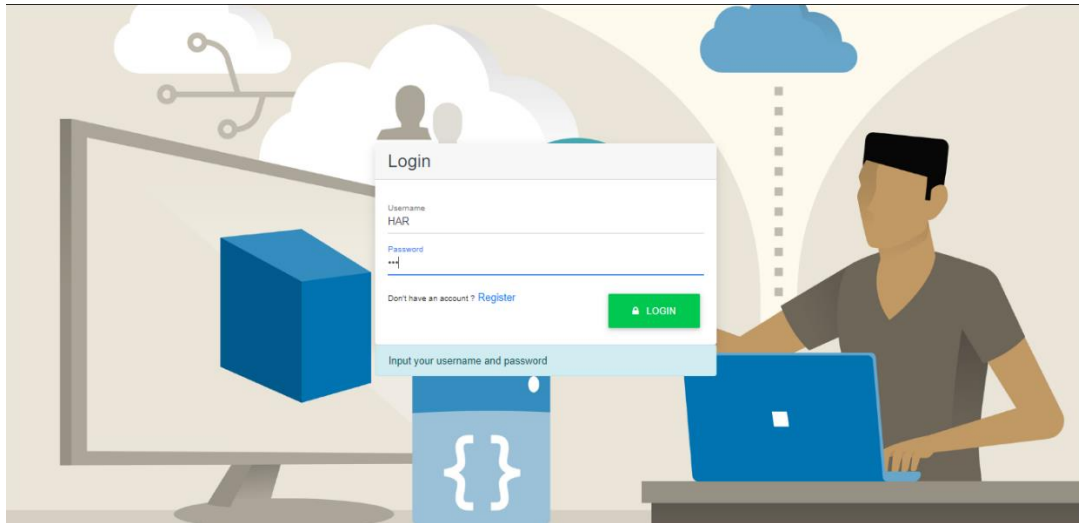 Login
Username
HAR
Password
•••
Don't have an account ? Register
LOGIN
Input your username and password
{}